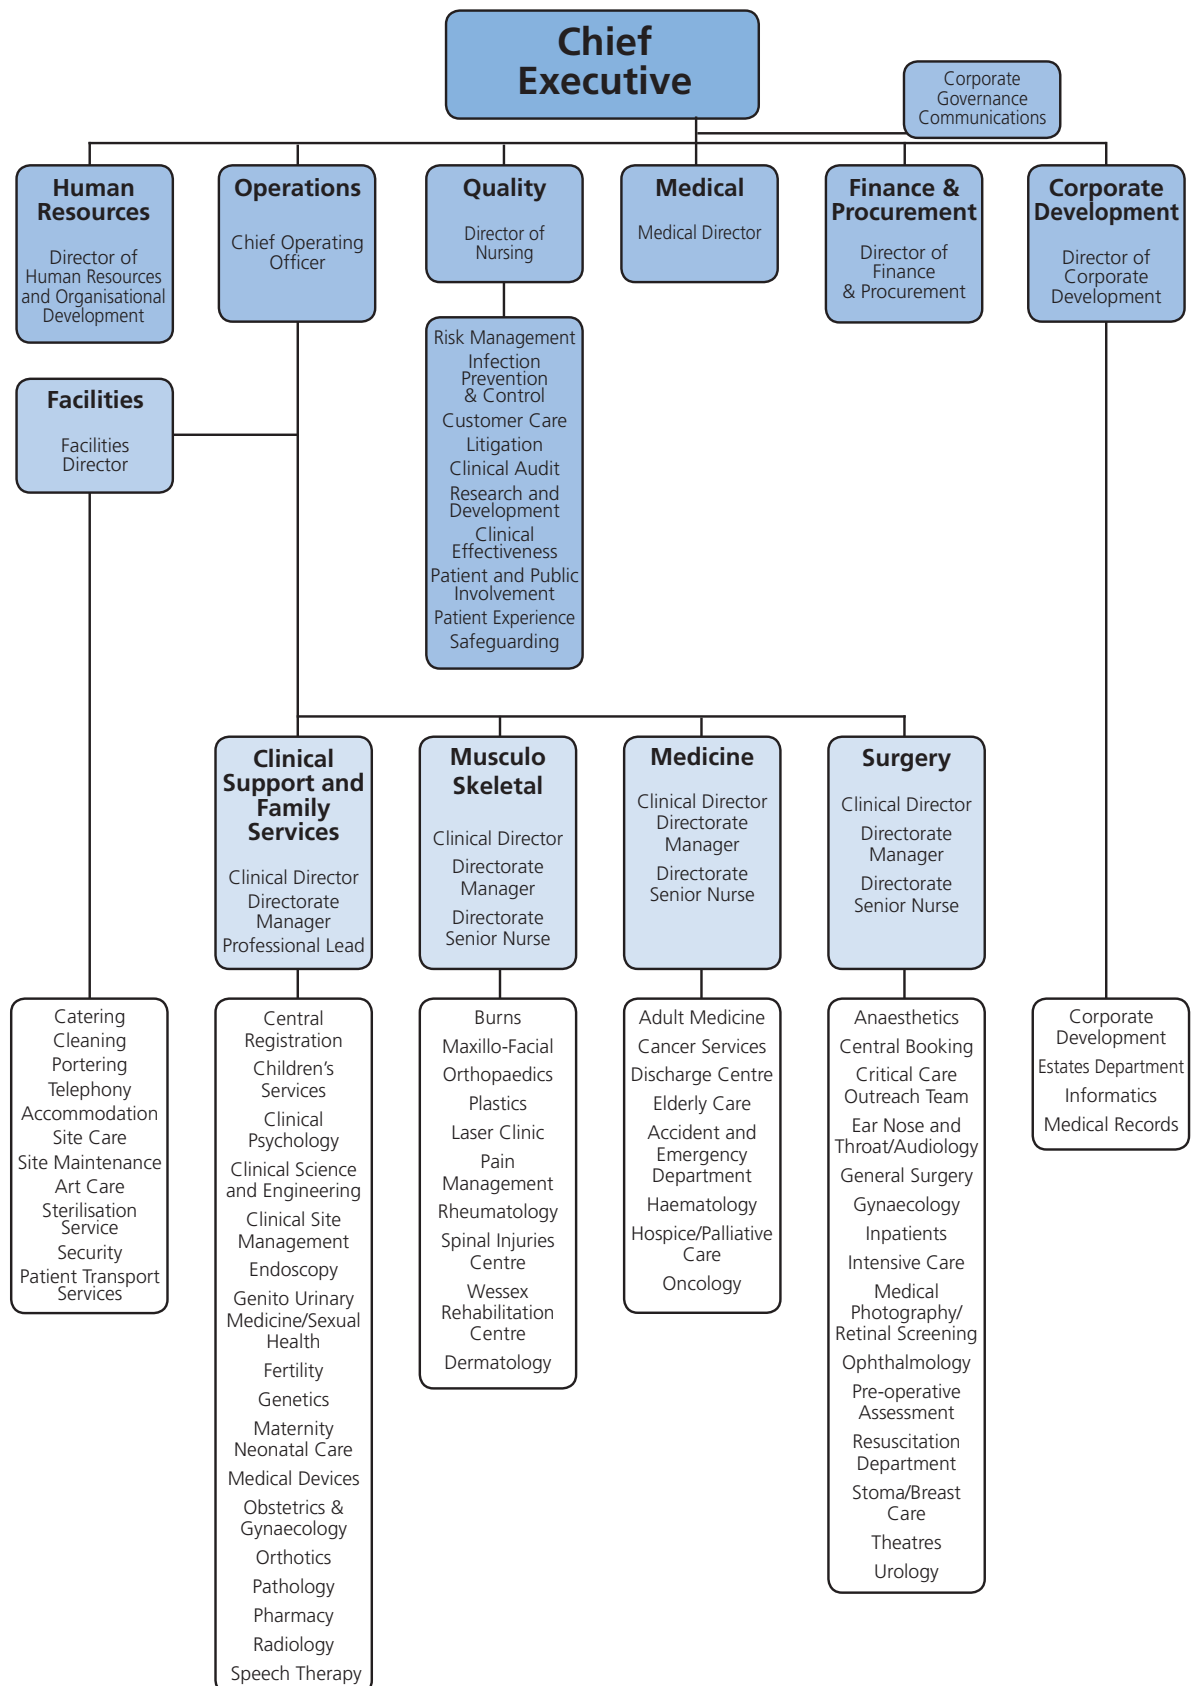 Chief
Executive
Corporate
Governance
Communications
Human
Resources
Director of
Human Resources
and Organisational
Development
Operations
Chief Operating
Officer
Quality
Director of
Nursing
Medical
Medical Director
Finance &
Procurement
Director of
Finance
& Procurement
Corporate
Development
Director of
Corporate
Development
Risk Management
Infection
Prevention
& Control
Customer Care
Litigation
Clinical Audit
Research and
Development
Clinical
Effectiveness
Patient and Public
Involvement
Patient Experience
Safeguarding
Facilities
Facilities
Director
Clinical
Support and
Family
Services
Clinical Director
Directorate
Manager
Professional Lead
Musculo
Skeletal
Clinical Director
Directorate
Manager
Directorate
Senior Nurse
Medicine
Clinical Director
Directorate
Manager
Directorate
Senior Nurse
Surgery
Clinical Director
Directorate
Manager
Directorate
Senior Nurse
Catering
Cleaning
Portering
Telephony
Accommodation
Site Care
Site Maintenance
Art Care
Sterilisation
Service
Security
Patient Transport
Services
Central
Registration
Children’s
Services
Clinical
Psychology
Clinical Science
and Engineering
Clinical Site
Management
Endoscopy
Genito Urinary
Medicine/Sexual
Health
Fertility
Genetics
Maternity
Neonatal Care
Medical Devices
Obstetrics &
Gynaecology
Orthotics
Pathology
Pharmacy
Radiology
Speech Therapy
Burns
Maxillo-Facial
Orthopaedics
Plastics
Laser Clinic
Pain
Management
Rheumatology
Spinal Injuries
Centre
Wessex
Rehabilitation
Centre
Dermatology
Adult Medicine
Cancer Services
Discharge Centre
Elderly Care
Accident and
Emergency
Department
Haematology
Hospice/Palliative
Care
Oncology
Anaesthetics
Central Booking
Critical Care
Outreach Team
Ear Nose and
Throat/Audiology
General Surgery
Gynaecology
Inpatients
Intensive Care
Medical
Photography/
Retinal Screening
Ophthalmology
Pre-operative
Assessment
Resuscitation
Department
Stoma/Breast
Care
Theatres
Urology
Corporate
Development
Estates Department
Informatics
Medical Records